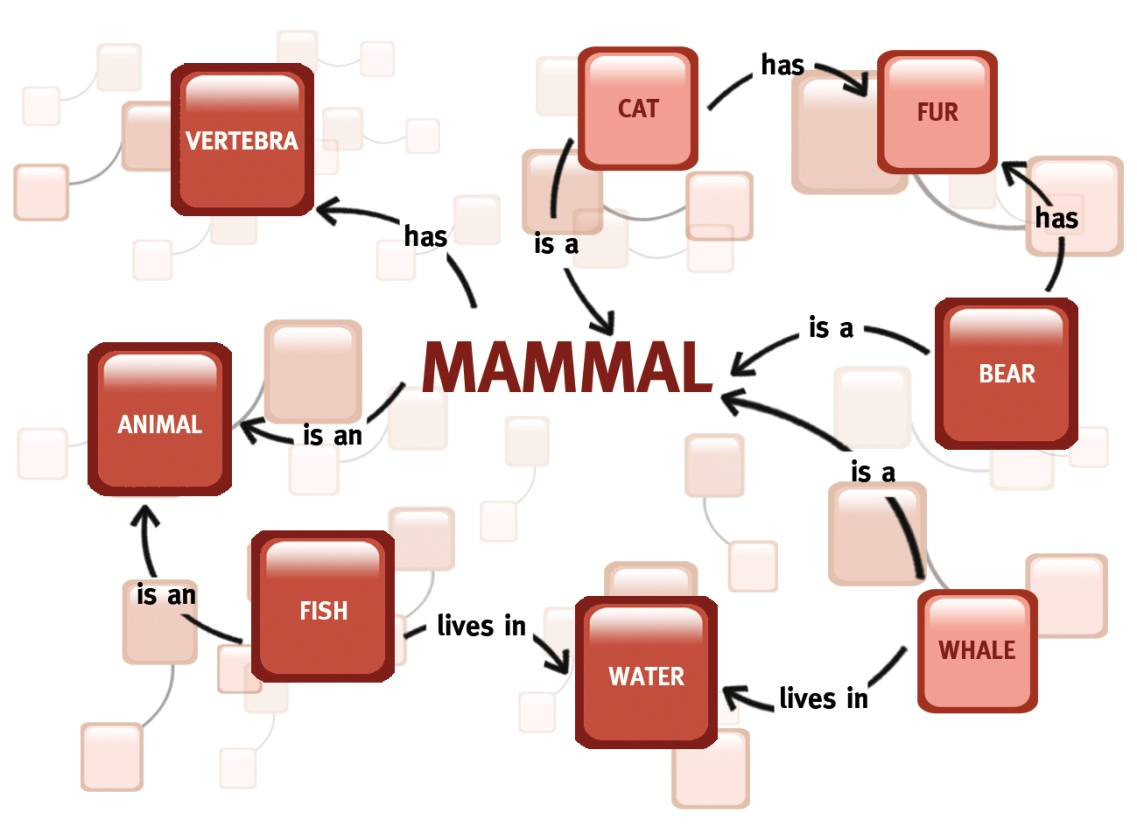 CAT
has
FUR
VERTEBRA
has
is a
has
is a
MAMMAL
BEAR
ANIMAL
is an
is a
is an
FISH
lives in
WATER
WHALE
lives in